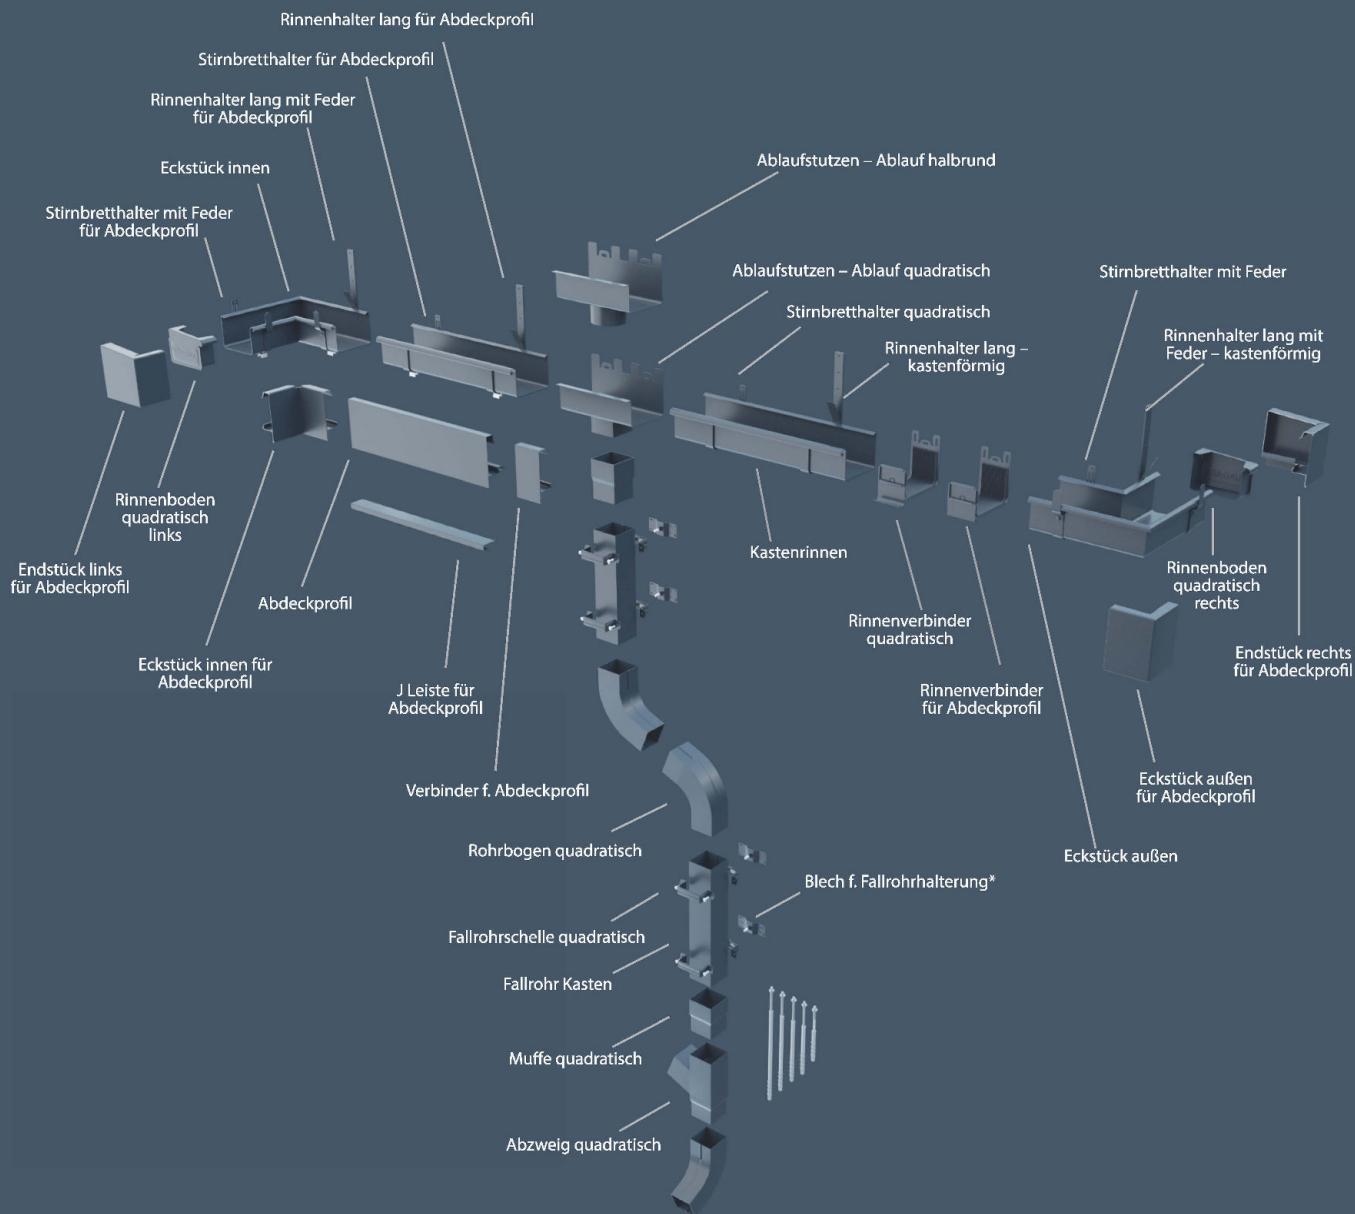 Rinnenhalter lang für Abdeckprofil
Stirnbretthalter für Abdeckprofil
Rinnenhalter lang mit Feder
für Abdeckprofil
Eckstück innen
Stirnbretthalter mit Feder
für Abdeckprofil
Ablaufstutzen – Ablauf halbrund
Ablaufstutzen – Ablauf quadratisch
Stirnbretthalter quadratisch
Rinnenhalter lang –
kastenförmig
Stirnbretthalter mit Feder
Rinnenhalter lang mit
Feder – kastenförmig
Rinnenboden
quadratisch
links
Endstück links
für Abdeckprofil
Abdeckprofil
Eckstück innen für
Abdeckprofil
J Leiste für
Abdeckprofil
Verbinder f. Abdeckprofil
Kastenrinnen
Rinnenverbinder
quadratisch
Rinnenverbinder
für Abdeckprofil
Rinnenboden
quadratisch
rechts
Endstück rechts
für Abdeckprofil
Eckstück außen
für Abdeckprofil
Eckstück außen
Rohrbogen quadratisch
Blech f. Fallrohrhalterung*
Fallrohrschelle quadratisch
Fallrohr Kasten
Muffe quadratisch
Abzweig quadratisch